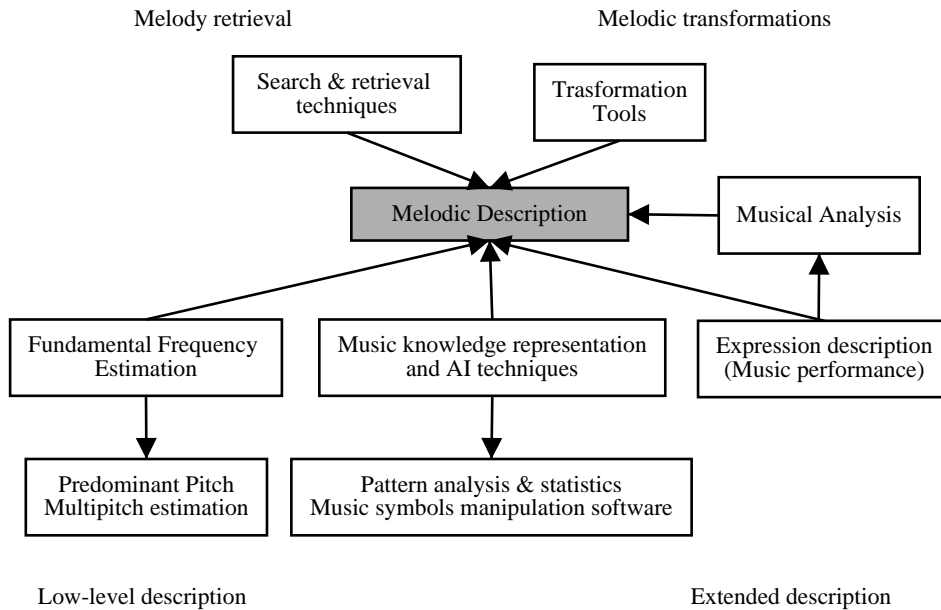 Melody retrieval
Melodic transformations
Search & retrieval
techniques
Trasformation
Tools
Melodic Description
Musical Analysis
Fundamental Frequency
Estimation
Music knowledge representation
and AI techniques
Expression description
(Music performance)
Predominant Pitch
Multipitch estimation
Pattern analysis & statistics
Music symbols manipulation software
Low-level description
Extended description